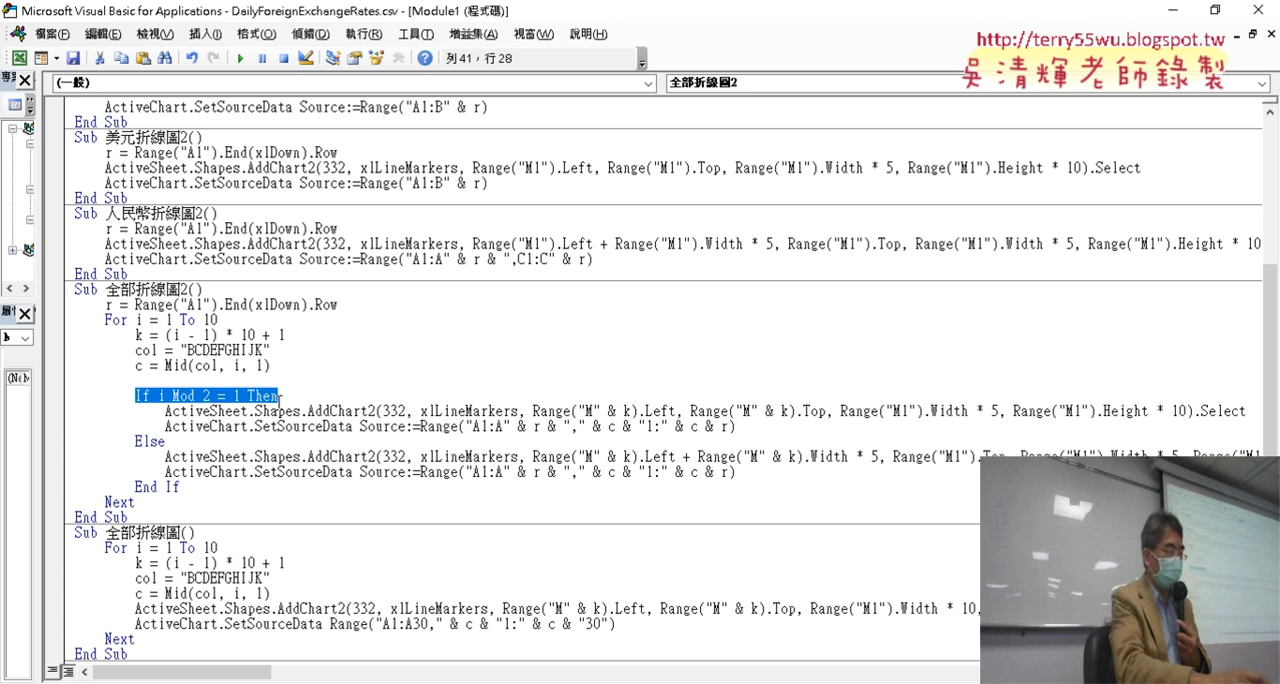 Microsoft Visual Basic for Applications - DailyForeignExchangeRates.csv - [Module1 (程式碼)]
檔案(F) 編輯(E) 檢視(V) 插入(I) 格式(O) 偵錯(D) 執行(R) 工具(T) 增益集(A) 視窗(W) 說明(H)
http://terry55wu.blogspot.tw
吳清輝老師錄製
列 41，行 28
(一般)
全部折線圖2
ActiveChart.SetSourceData Source:=Range("A1:B" & r)
End Sub
Sub 美元折線圖2()
r = Range("A1").End(xlDown).Row
ActiveSheet.Shapes.AddChart2(332, xlLineMarkers, Range("M1").Left, Range("M1").Top, Range("M1").Width * 5, Range("M1").Height * 10).Select
ActiveChart.SetSourceData Source:=Range("A1:B" & r)
End Sub
Sub 人民幣折線圖2()
r = Range("A1").End(xlDown).Row
ActiveSheet.Shapes.AddChart2(332, xlLineMarkers, Range("M1").Left + Range("M1").Width * 5, Range("M1").Top, Range("M1").Width * 5, Range("M1").Height * 10
ActiveChart.SetSourceData Source:=Range("A1:A" & r & ",C1:C" & r)
End Sub
Sub 全部折線圖2()
r = Range("A1").End(xlDown).Row
For i = 1 To 10
k = (i - 1) * 10 + 1
col = "BCDEFGHIJK"
c = Mid(col, i, 1)
If i Mod 2 = 1 Then
ActiveSheet.Shapes.AddChart2(332, xlLineMarkers, Range("M" & k).Left, Range("M" & k).Top, Range("M1").Width * 5, Range("M1").Height * 10).Select
ActiveChart.SetSourceData Source:=Range("A1:A" & r & "," & c & "1:" & c & r)
Else
ActiveSheet.Shapes.AddChart2(332, xlLineMarkers, Range("M" & k).Left + Range("M" & k).Width * 5, Range("M1").Top, Range("M1").Width * 5, Range("M1
ActiveChart.SetSourceData Source:=Range("A1:A" & r & "," & c & "1:" & c & r)
End If
Next
End Sub
Sub 全部折線圖()
For i = 1 To 10
k = (i - 1) * 10 + 1
col = "BCDEFGHIJK"
c = Mid(col, i, 1)
ActiveSheet.Shapes.AddChart2(332, xlLineMarkers, Range("M" & k).Left, Range("M" & k).Top, Range("M1").Width * 10,
ActiveChart.SetSourceData Range("A1:A30," & c & "1:" & c & "30")
Next
End Sub